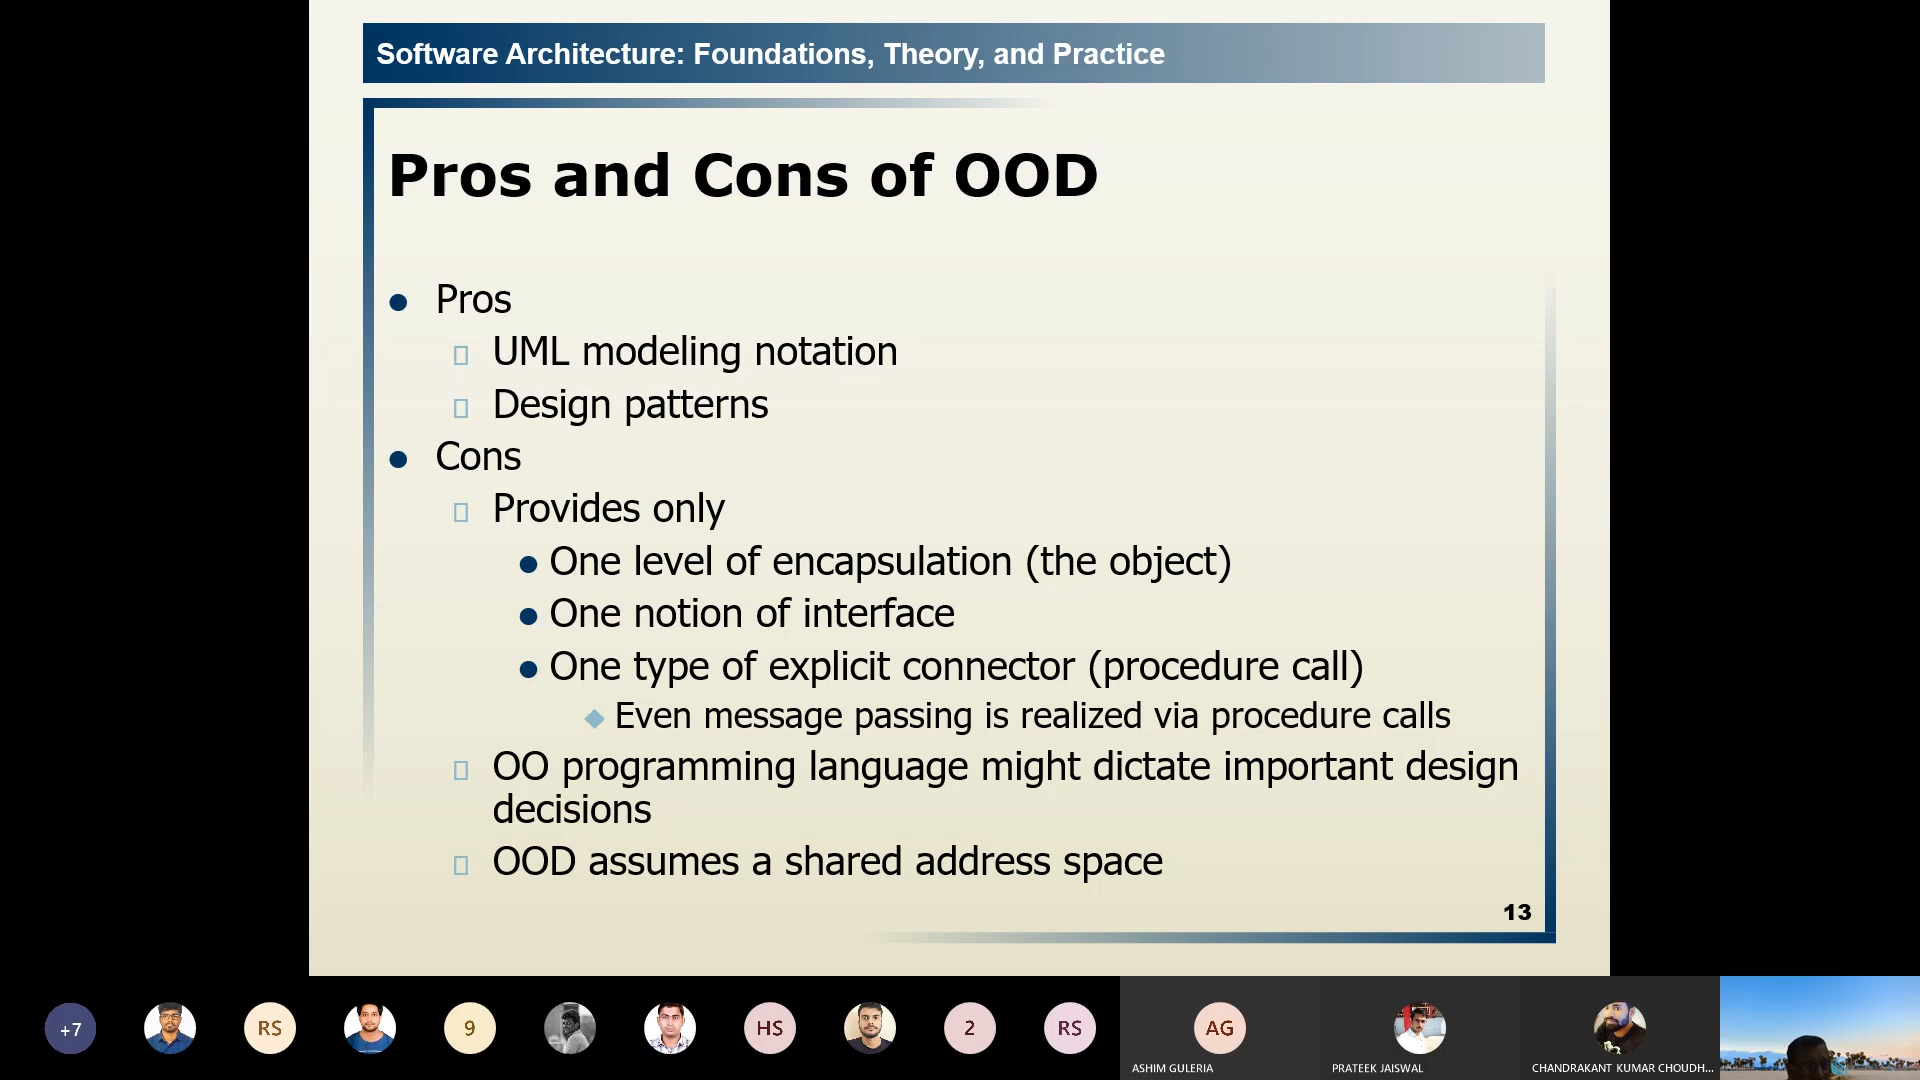 Software Architecture: Foundations, Theory, and Practice
Pros and Cons of OOD
Pros
UML modeling notation
Design patterns
Cons
Provides only
One level of encapsulation (the object)
One notion of interface
One type of explicit connector (procedure call)
Even message passing is realized via procedure calls
OO programming language might dictate important design
decisions
OOD assumes a shared address space
13
+7
RS
9
HS
2
RS
AG
ASHIM GULERIA
PRATEEK JAISWAL
CHANDRAKANT KUMAR CHOUDH...